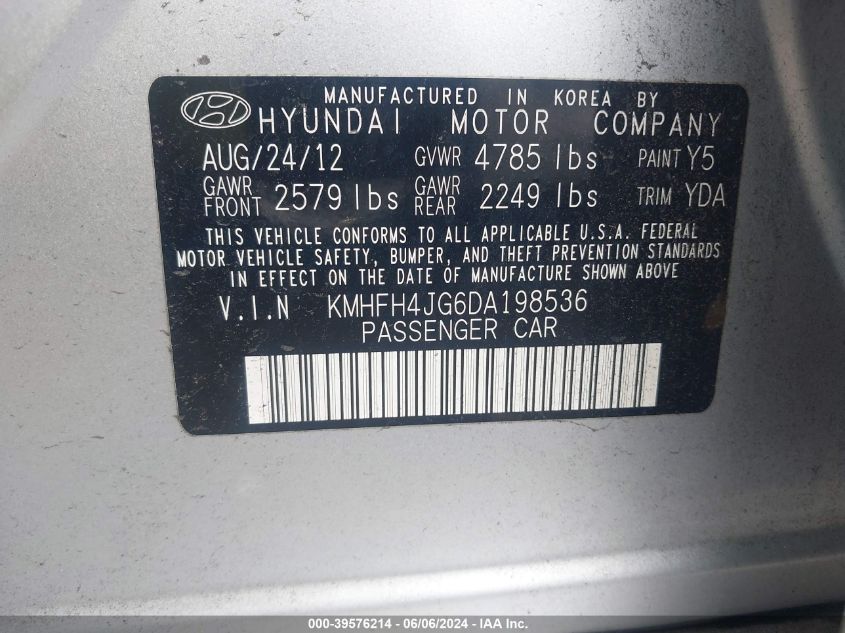 MANUFACTURED IN KOREA BY
HYUNDAI MOTOR COMPANY
AUG/24/12 GVWR 4785 lbs PAINT Y5
GAWR FRONT 2579 lbs GAWR REAR 2249 lbs TRIM YDA
THIS VEHICLE CONFORMS TO ALL APPLICABLE U.S.A. FEDERAL
MOTOR VEHICLE SAFETY, BUMPER, AND THEFT PREVENTION STANDARDS
IN EFFECT ON THE DATE OF MANUFACTURE SHOWN ABOVE
V.I.N KMHFH4JG6DA198536
PASSENGER CAR
000-39576214 - 06/06/2024 - IAA Inc.